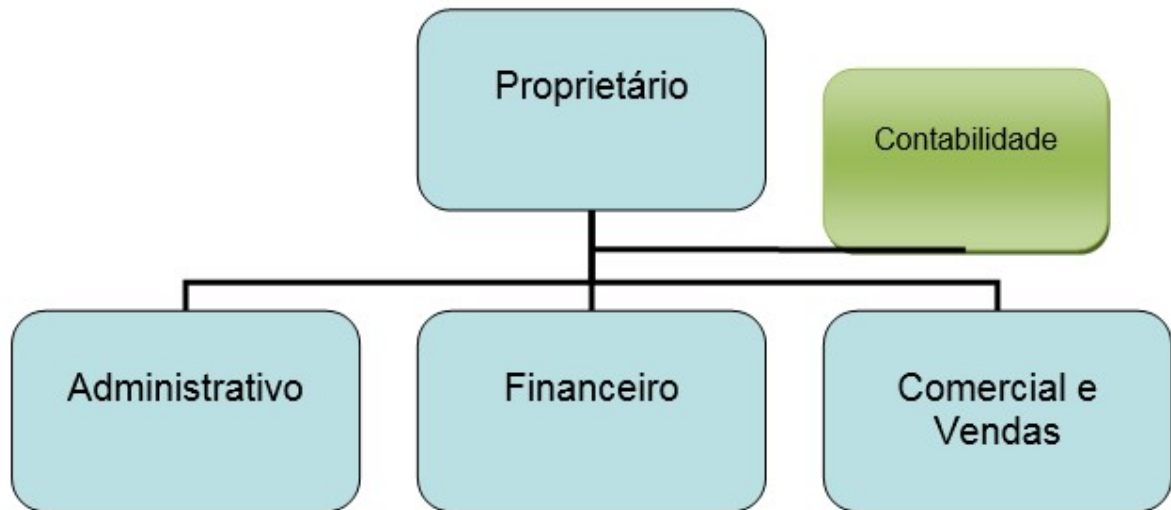 Proprietário
Contabilidade
Administrativo
Financeiro
Comercial e
Vendas